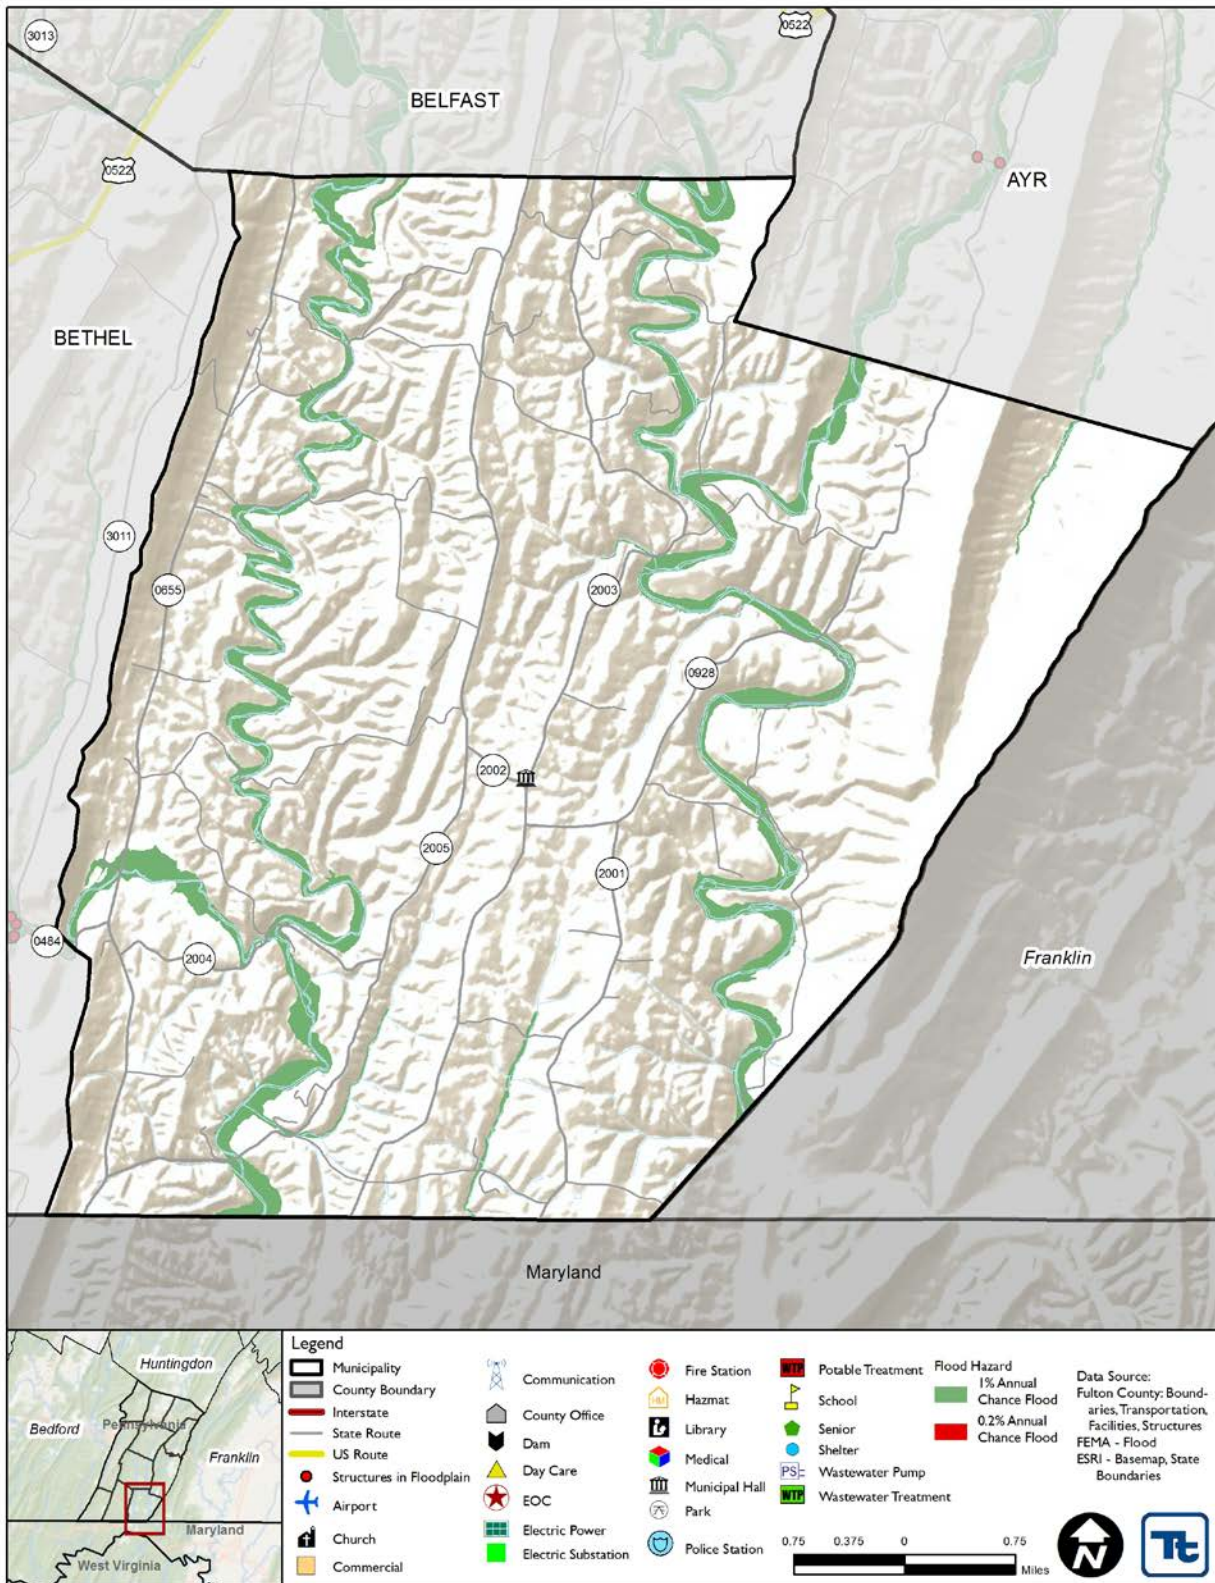 3013
0522
BELFAST
0522
AYR
BETHEL
3011
0655
2003
0928
2002
2005
2001
0484
2004
Franklin
Maryland
Huntingdon
Bedford
Pennsylvania
Franklin
Maryland
West Virginia
Legend
Municipality
County Boundary
Interstate
State Route
US Route
Structures in Floodplain
Airport
Church
Commercial
Communication
County Office
Dam
Day Care
EOC
Electric Power
Electric Substation
Fire Station
HM Hazmat
Library
Medical
Municipal Hall
Park
Police Station
WTP Potable Treatment
School
Senior
Shelter
PS Wastewater Pump
WTP Wastewater Treatment
Flood Hazard
1% Annual
Chance Flood
0.2% Annual
Chance Flood
Data Source:
Fulton County: Bound-
aries, Transportation,
Facilities, Structures
FEMA - Flood
ESRI - Basemap, State
Boundaries
0.75 0.375 0 0.75
Miles
N
Tt